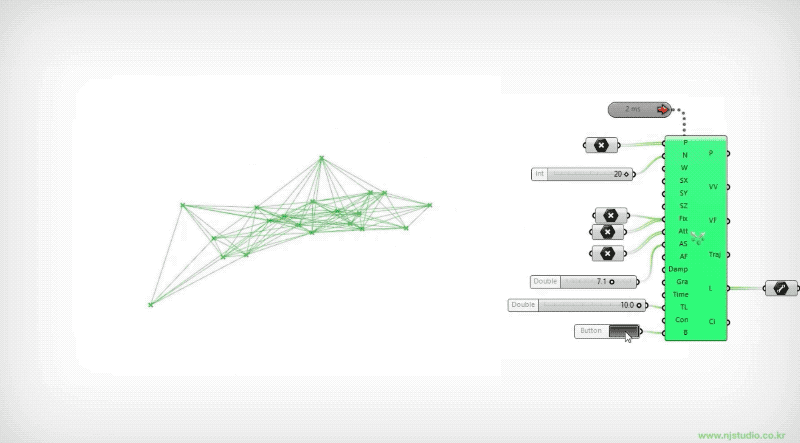 2 ms
P
N
W
SX
SY
SZ
Fix
Att
AS
AF
Damp
Gra
Time
TL
Con
B
P
VV
VF
Traj
L
Cl
Int 20
Double 7.1
Double 10.0
Button
www.njstudio.co.kr